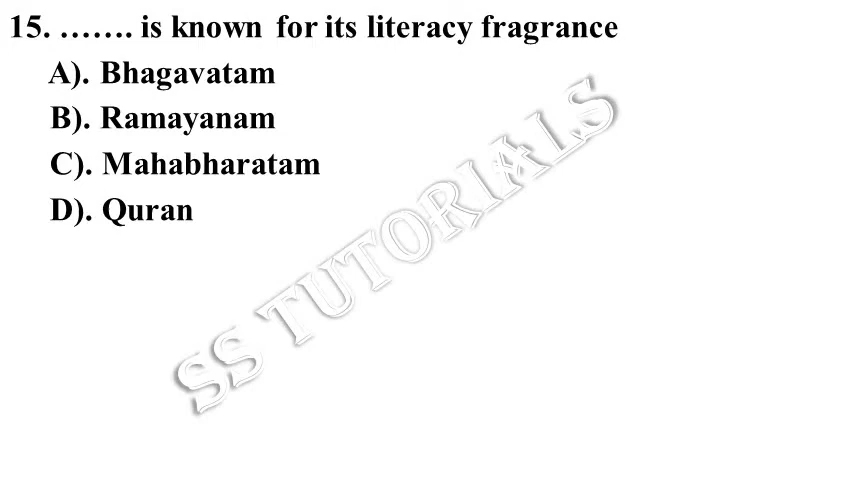 15. ……. is known for its literacy fragrance
A). Bhagavatam
B). Ramayanam
C). Mahabharatam
D). Quran
SS TUTORIALS